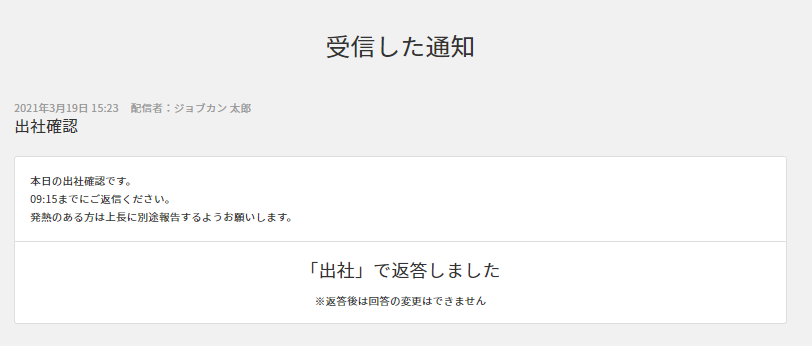 受信した通知
2021年3月19日 15:23 配信者：ジョブカン 太郎
出社確認
本日の出社確認です。
09:15までにご返信ください。
発熱のある方は上長に別途報告するようお願いします。
「出社」で返答しました
※返答後は回答の変更はできません